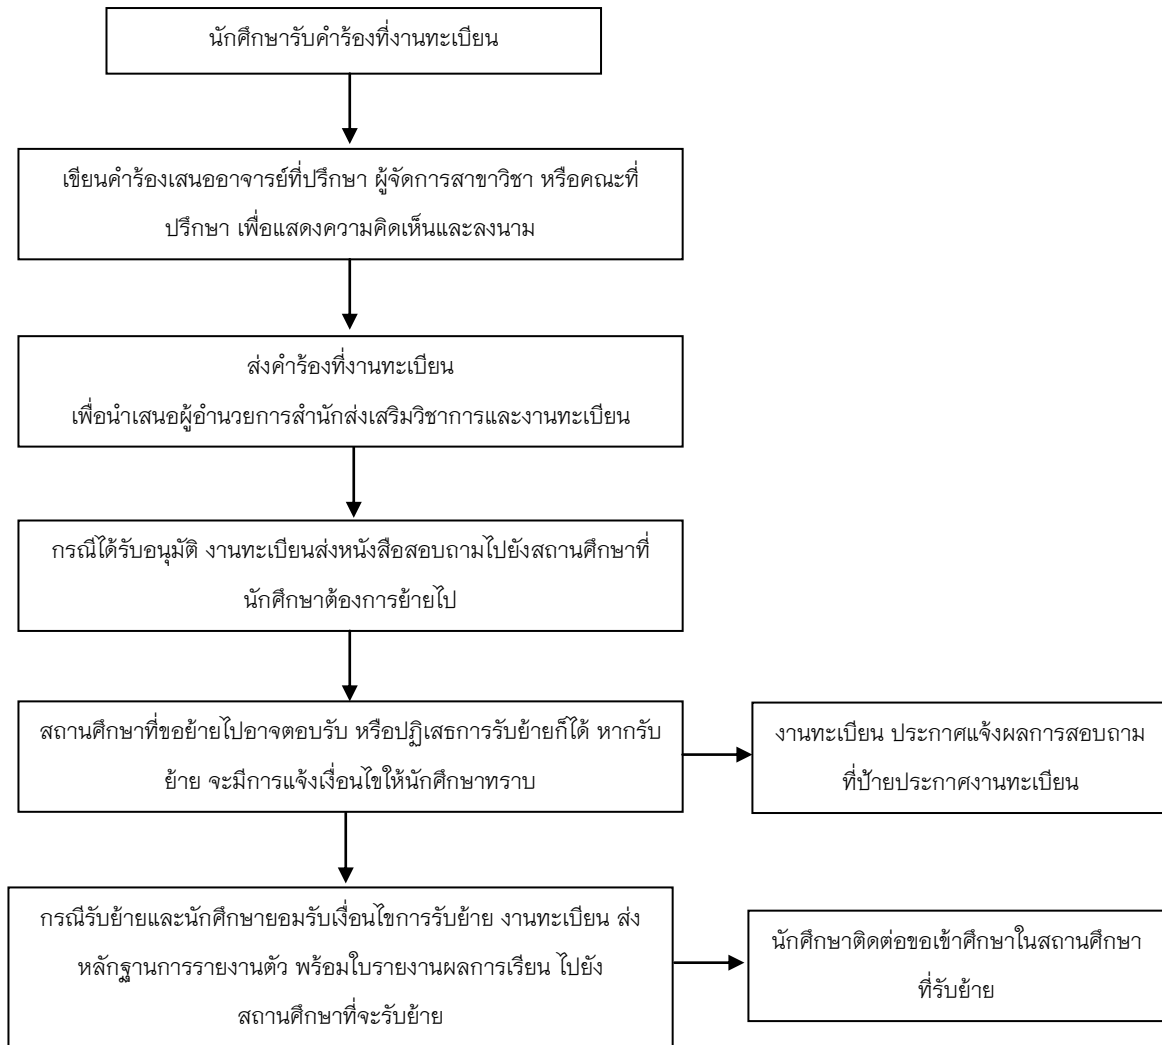 นักศึกษารับคำร้องที่งานทะเบียน
เขียนคำร้องเสนออาจารย์ที่ปรึกษา ผู้จัดการสาขาวิชา หรือคณะที่
ปรึกษา เพื่อแสดงความคิดเห็นและลงนาม
ส่งคำร้องที่งานทะเบียน
เพื่อนำเสนอผู้อำนวยการสำนักส่งเสริมวิชาการและงานทะเบียน
กรณีได้รับอนุมัติ งานทะเบียนส่งหนังสือสอบถามไปยังสถานศึกษาที่
นักศึกษาต้องการย้ายไป
สถานศึกษาที่ขอย้ายไปอาจตอบรับ หรือปฏิเสธการรับย้ายก็ได้ หากรับ
ย้าย จะมีการแจ้งเงื่อนไขให้นักศึกษาทราบ
งานทะเบียน ประกาศแจ้งผลการสอบถาม
ที่ป้ายประกาศงานทะเบียน
กรณีรับย้ายและนักศึกษายอมรับเงื่อนไขการรับย้าย งานทะเบียน ส่ง
หลักฐานการรายงานตัว พร้อมใบรายงานผลการเรียน ไปยัง
สถานศึกษาที่จะรับย้าย
นักศึกษาติดต่อขอเข้าศึกษาในสถานศึกษา
ที่รับย้าย